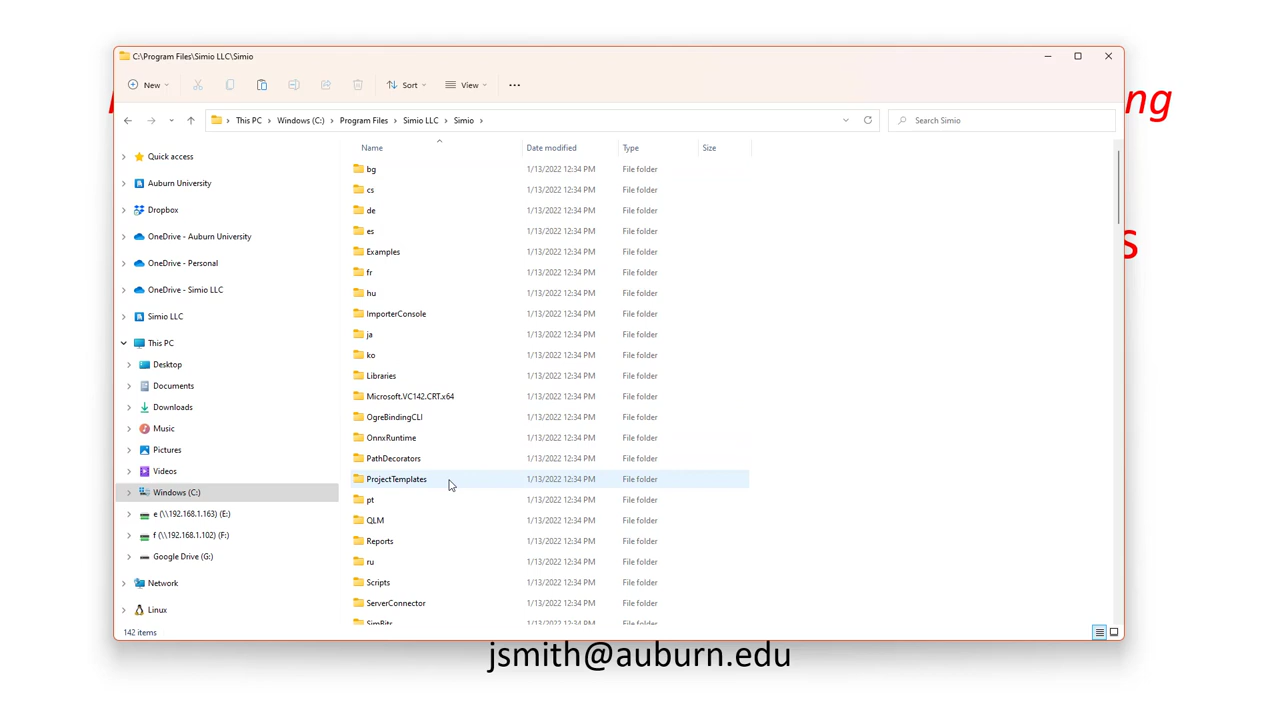 C:\Program Files\Simio LLC\Simio
New
Sort
View
This PC > Windows (C:) > Program Files > Simio LLC > Simio >
Search Simio
Name Date modified Type Size
Quick access
Auburn University
Dropbox
OneDrive - Auburn University
OneDrive - Personal
OneDrive - Simio LLC
Simio LLC
This PC
Desktop
Documents
Downloads
Music
Pictures
Videos
Windows (C:)
e (\\192.168.1.163) (E:)
f (\\192.168.1.102) (F:)
Google Drive (G:)
Network
Linux
bg 1/13/2022 12:34 PM File folder
cs 1/13/2022 12:34 PM File folder
de 1/13/2022 12:34 PM File folder
es 1/13/2022 12:34 PM File folder
Examples 1/13/2022 12:34 PM File folder
fr 1/13/2022 12:34 PM File folder
hu 1/13/2022 12:34 PM File folder
ImporterConsole 1/13/2022 12:34 PM File folder
ja 1/13/2022 12:34 PM File folder
ko 1/13/2022 12:34 PM File folder
Libraries 1/13/2022 12:34 PM File folder
Microsoft.VC142.CRT.x64 1/13/2022 12:34 PM File folder
OgreBindingCLI 1/13/2022 12:34 PM File folder
OnnxRuntime 1/13/2022 12:34 PM File folder
PathDecorators 1/13/2022 12:34 PM File folder
ProjectTemplates 1/13/2022 12:34 PM File folder
pt 1/13/2022 12:34 PM File folder
QLM 1/13/2022 12:34 PM File folder
Reports 1/13/2022 12:34 PM File folder
ru 1/13/2022 12:34 PM File folder
Scripts 1/13/2022 12:34 PM File folder
ServerConnector 1/13/2022 12:34 PM File folder
SimBits 1/13/2022 12:34 PM File folder
142 items
ng
s
jsmith@auburn.edu